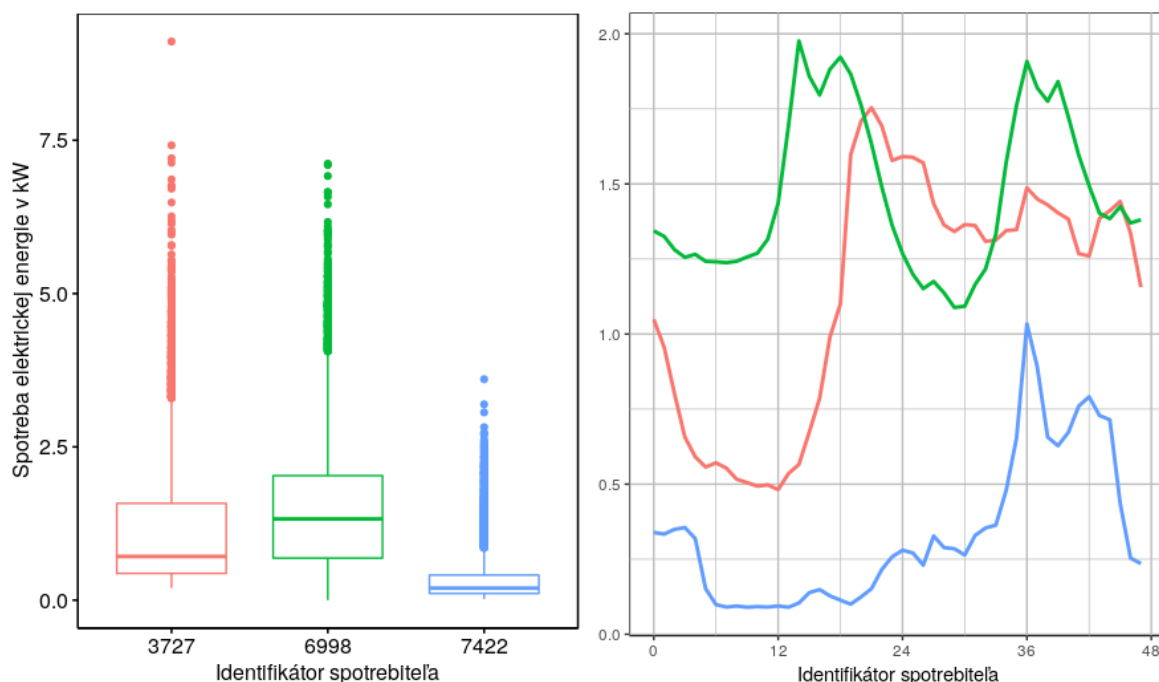 Spotreba elektrickej energie v kW
7.5
5.0
2.5
0.0
3727 6998 7422
Identifikátor spotrebiteľa
2.0
1.5
1.0
0.5
0.0
0 12 24 36 48
Identifikátor spotrebiteľa